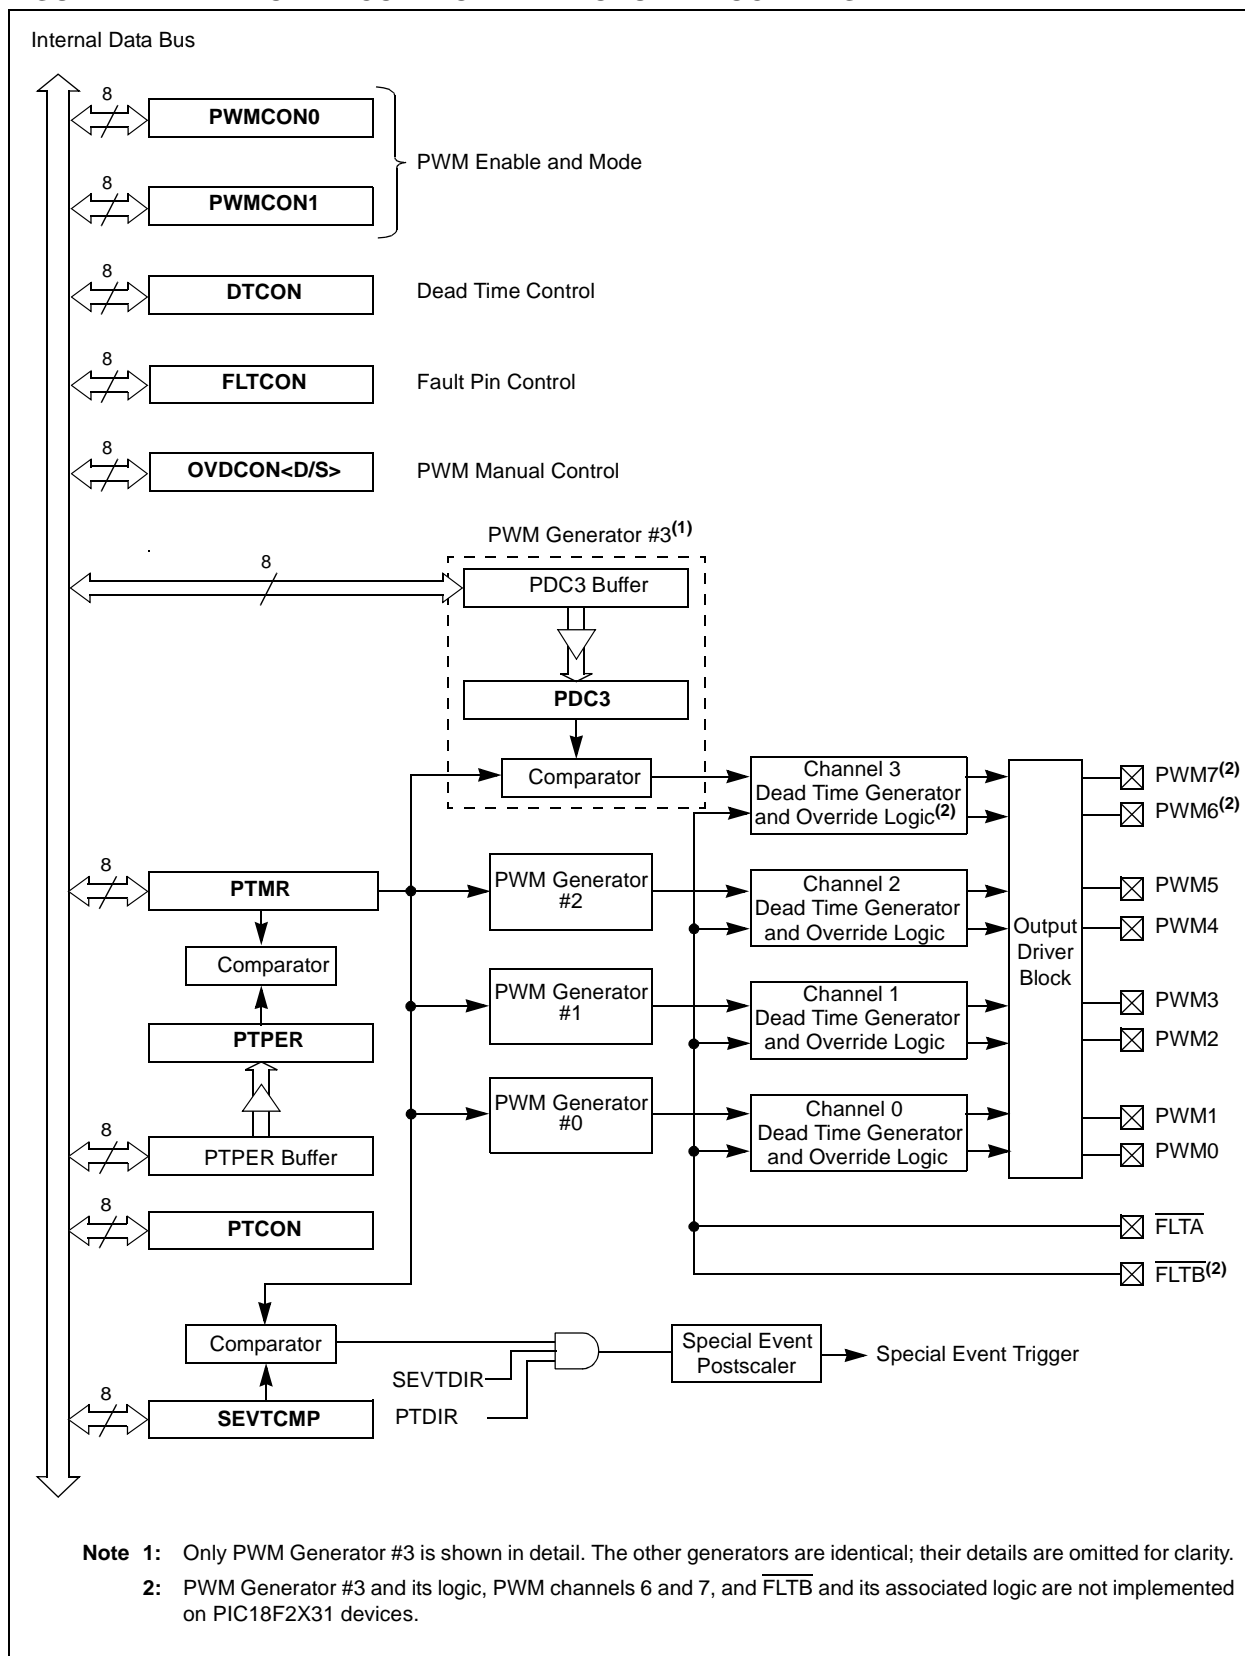 Internal Data Bus
8
PWMCON0
PWM Enable and Mode
8
PWMCON1
8
DTCON
Dead Time Control
8
FLTCON
Fault Pin Control
8
OVDCON<D/S>
PWM Manual Control
PWM Generator #3(1)
8
PDC3 Buffer
PDC3
Comparator
Channel 3
Dead Time Generator
and Override Logic(2)
PWM7(2)
PWM6(2)
8
PTMR
PWM Generator
#2
Channel 2
Dead Time Generator
and Override Logic
PWM5
PWM4
Output
Driver
Block
Comparator
PWM Generator
#1
Channel 1
Dead Time Generator
and Override Logic
PWM3
PWM2
PTPER
PWM Generator
#0
Channel 0
Dead Time Generator
and Override Logic
PWM1
PWM0
8
PTPER Buffer
8
PTCON
FLTA
FLTB(2)
Comparator
SEVTDIR
PTDIR
Special Event
Postscaler
Special Event Trigger
8
SEVTCMP
Note 1: Only PWM Generator #3 is shown in detail. The other generators are identical; their details are omitted for clarity.
2: PWM Generator #3 and its logic, PWM channels 6 and 7, and FLTB and its associated logic are not implemented
on PIC18F2X31 devices.